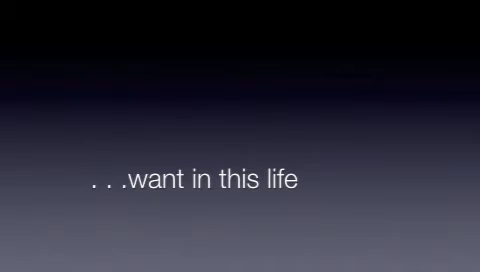 . . .want in this life